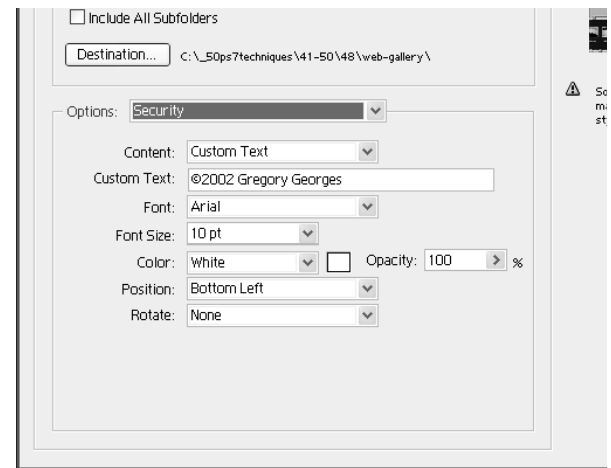 Include All Subfolders
Destination... C:\_50ps7techniques\41-50\48\web-gallery\
Options: Security
Content: Custom Text
Custom Text: ©2002 Gregory Georges
Font: Arial
Font Size: 10 pt
Color: White Opacity: 100 %
Position: Bottom Left
Rotate: None